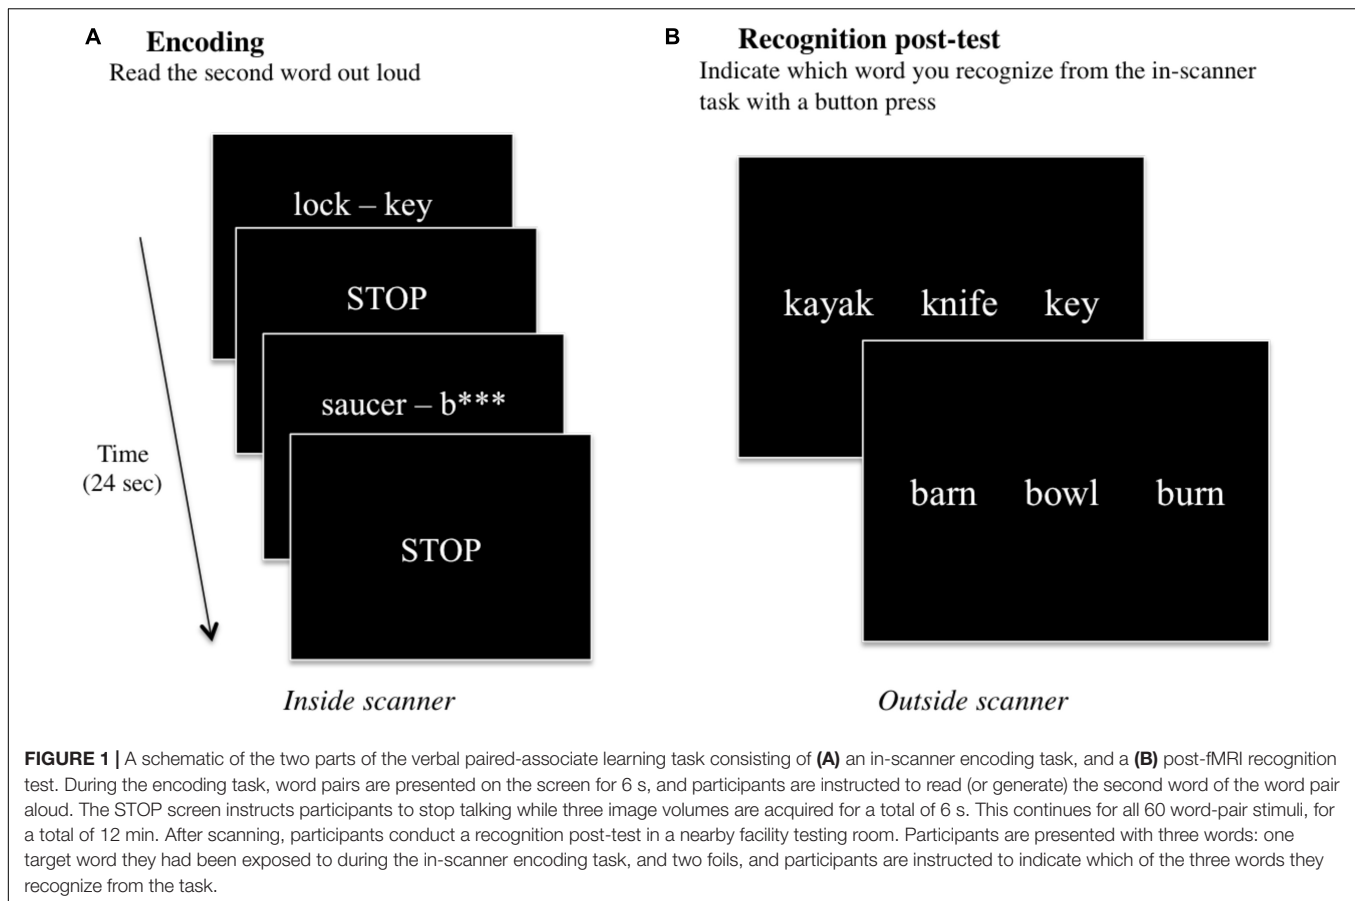 A Encoding
Read the second word out loud
lock – key
STOP
saucer – b***
STOP
Time
(24 sec)
Inside scanner
B Recognition post-test
Indicate which word you recognize from the in-scanner
task with a button press
kayak knife key
barn bowl burn
Outside scanner
FIGURE 1 | A schematic of the two parts of the verbal paired-associate learning task consisting of (A) an in-scanner encoding task, and a (B) post-fMRI recognition
test. During the encoding task, word pairs are presented on the screen for 6 s, and participants are instructed to read (or generate) the second word of the word pair
aloud. The STOP screen instructs participants to stop talking while three image volumes are acquired for a total of 6 s. This continues for all 60 word-pair stimuli, for
a total of 12 min. After scanning, participants conduct a recognition post-test in a nearby facility testing room. Participants are presented with three words: one
target word they had been exposed to during the in-scanner encoding task, and two foils, and participants are instructed to indicate which of the three words they
recognize from the task.